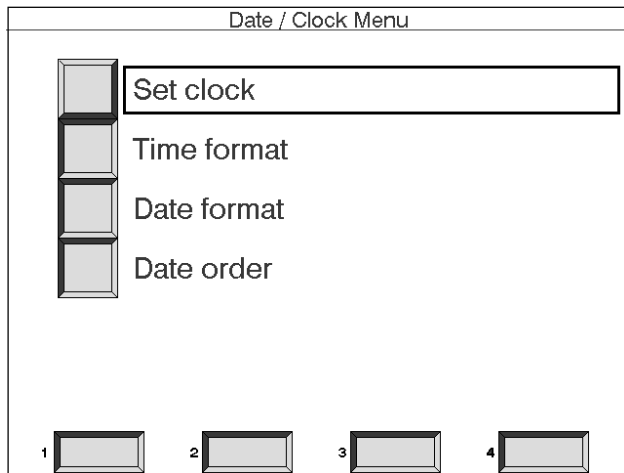 Date / Clock Menu
Set clock
Time format
Date format
Date order
1 2 3 4